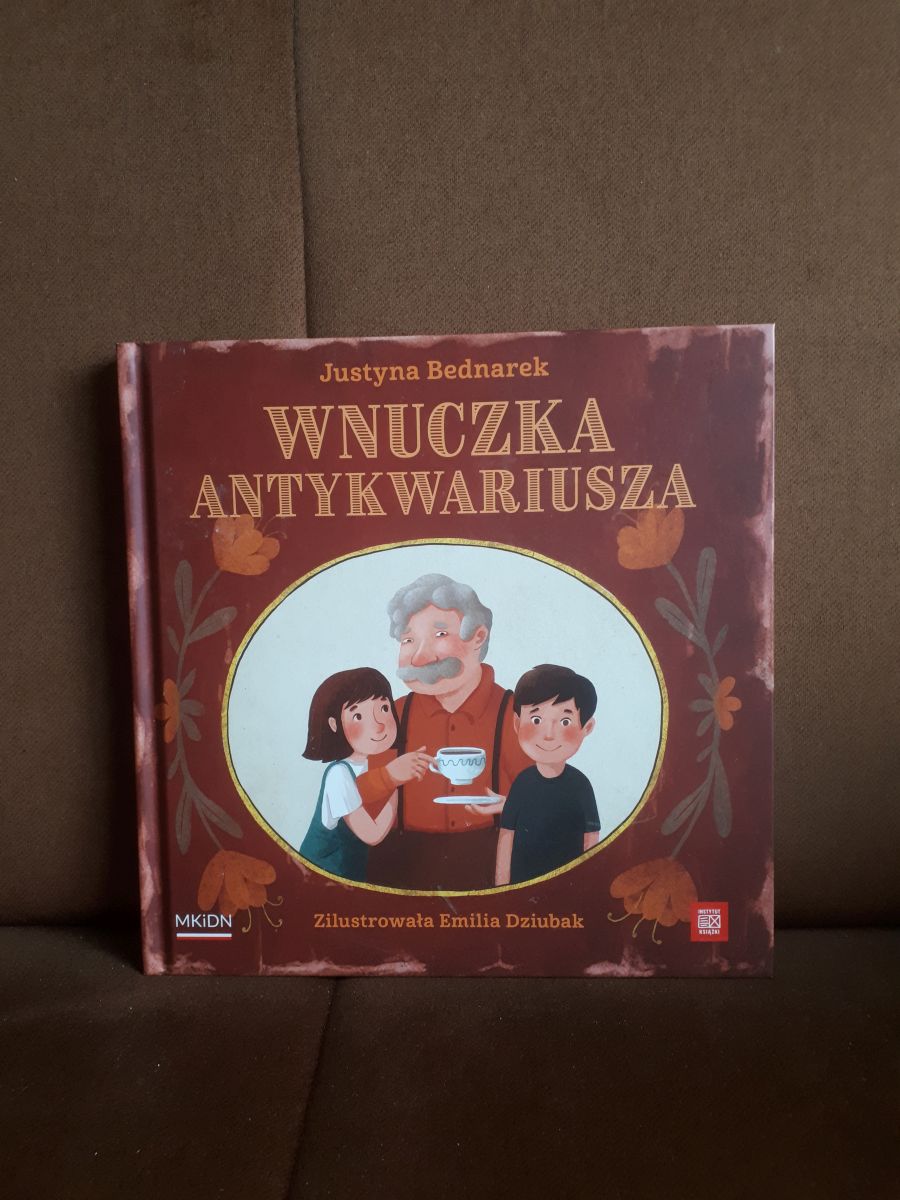 Justyna Bednarek
WNUCZKA
ANTYKWARIUSZA
Zilustrowała Emilia Dziubak
MKiDN
INSTYTUT
KSIĄŻKI